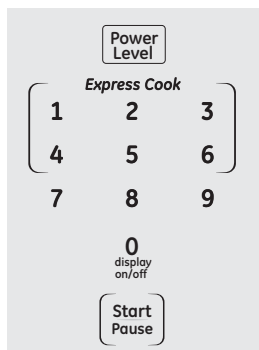 Power
Level
Express Cook
1 2 3
4 5 6
7 8 9
0
display
on/off
Start
Pause